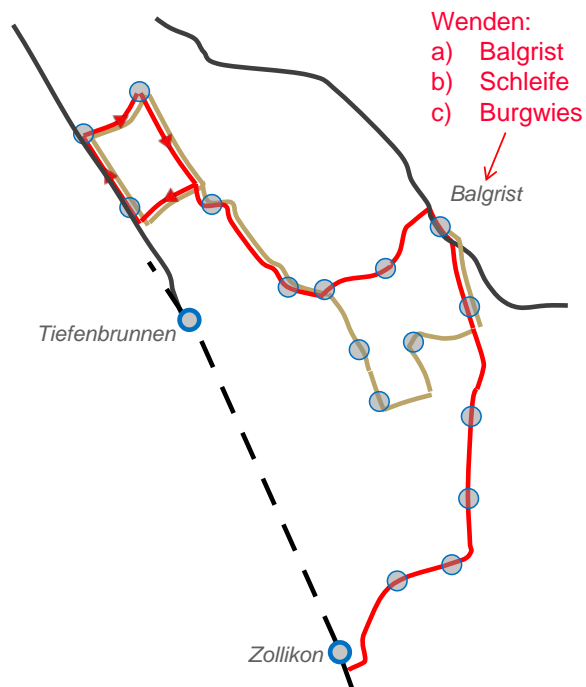 Wenden:
a) Balgrist
b) Schleife
c) Burgwies
Balgrist
Tiefenbrunnen
Zollikon